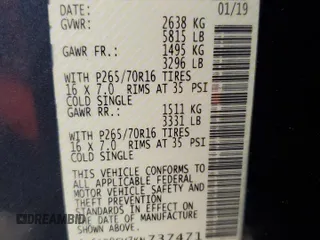 DATE: 01/19
GVWR: 2638 KG
5815 LB
GAWR FR.: 1495 KG
3296 LB
WITH P265/70R16 TIRES
16 X 7.0 RIMS AT 35 PSI
COLD SINGLE
GAWR RR.: 1511 KG
3331 LB
WITH P265/70R16 TIRES
16 X 7.0 RIMS AT 35 PSI
COLD SINGLE
THIS VEHICLE CONFORMS TO
ALL APPLICABLE FEDERAL
MOTOR VEHICLE SAFETY AND
THEFT PREVENTION
STANDARDS IN EFFECT ON
THE DATE OF MANUFACTURE
SHOWN ABOVE.
737471
DREAMBID